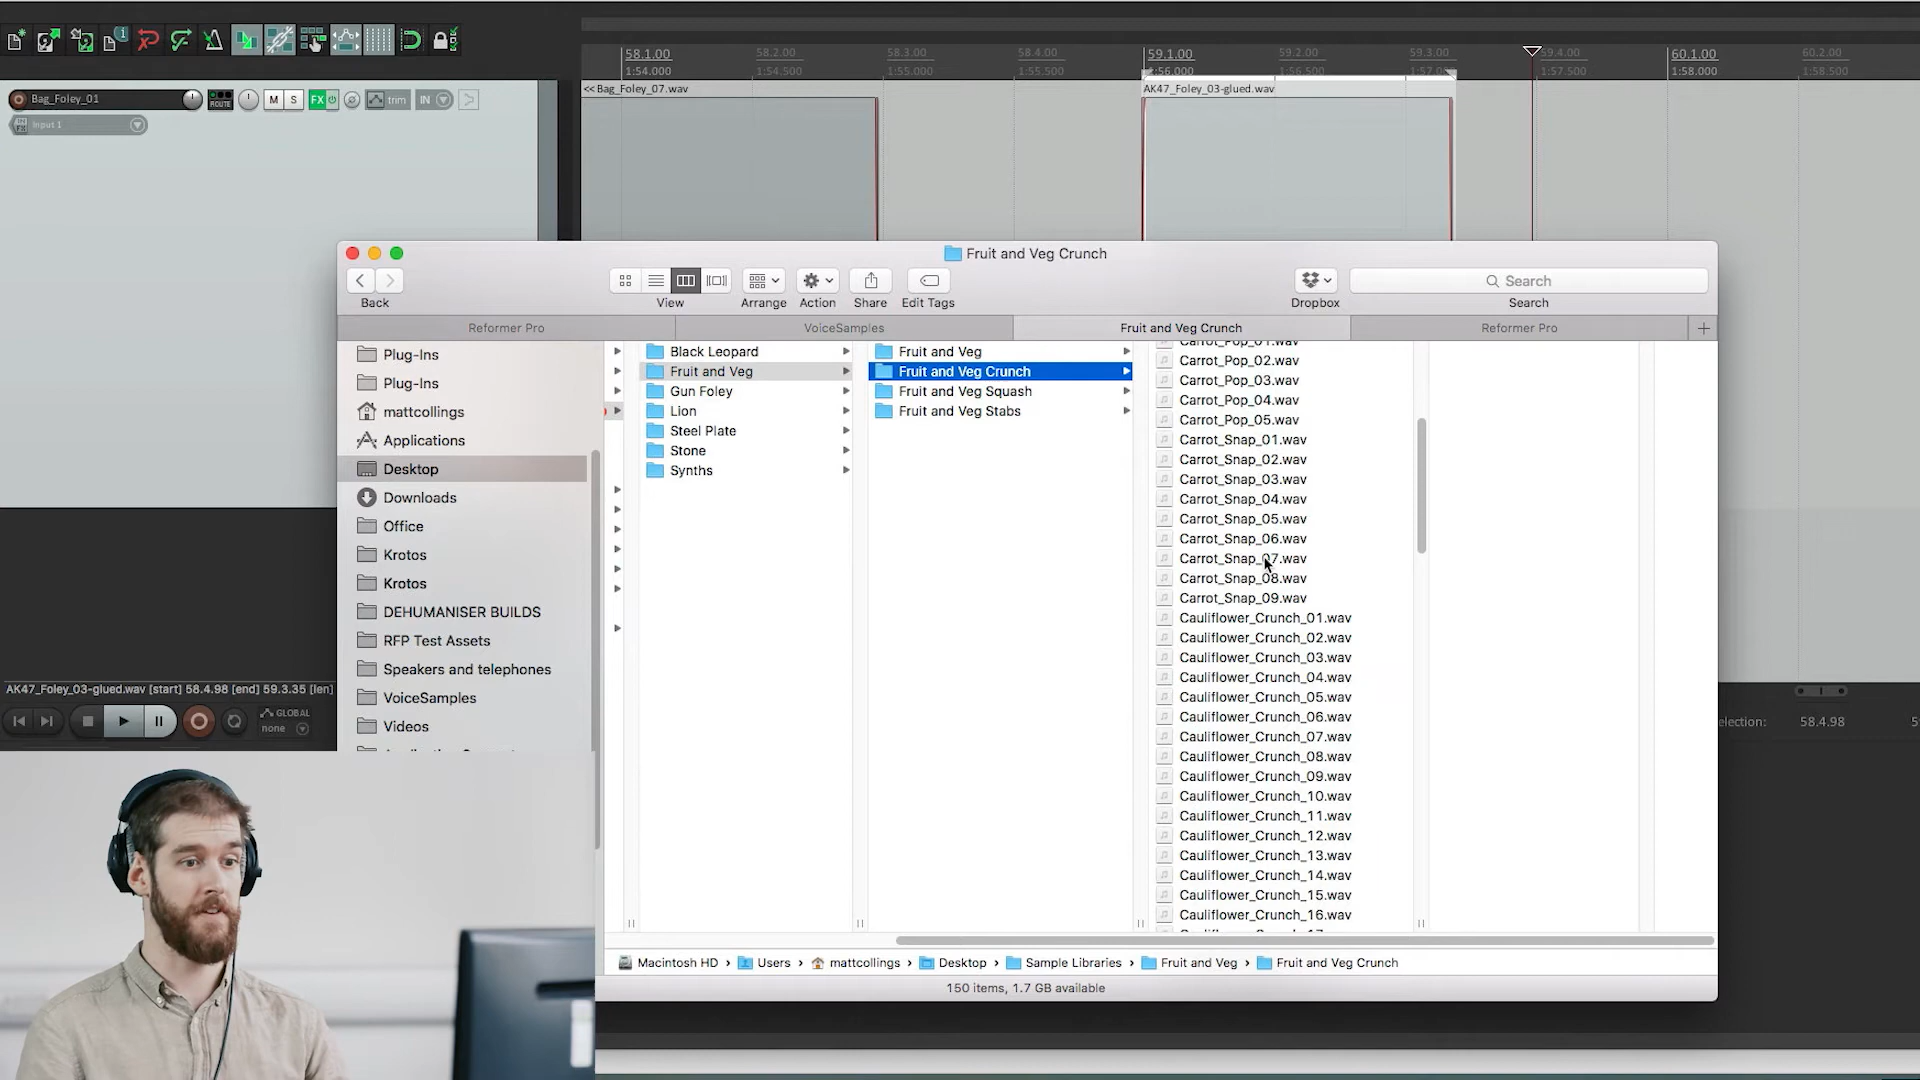 58.1.00 58.2.00 58.3.00 58.4.00 59.1.00 59.2.00 59.3.00 59.4.00 60.1.00 60.2.00
1:54.000 1:54.500 1:55.000 1:55.500 1:56.000 1:56.500 1:57.500 1:58.000 1:58.500
<<Bag_Foley_07.wav AK47_Foley_03-glued.wav
Bag_Foley_01 ROUTE M S FX trim IN
IN FX Input 1
Fruit and Veg Crunch
Back View Arrange Action Share Edit Tags Dropbox Search
Search
Reformer Pro VoiceSamples Fruit and Veg Crunch Reformer Pro +
Plug-Ins
Plug-Ins
mattcollings
Applications
Desktop
Downloads
Office
Krotos
Krotos
DEHUMANISER BUILDS
RFP Test Assets
Speakers and telephones
VoiceSamples
Videos
Black Leopard
Fruit and Veg
Gun Foley
Lion
Steel Plate
Stone
Synths
Fruit and Veg
Fruit and Veg Crunch
Fruit and Veg Squash
Fruit and Veg Stabs
Carrot_Pop_01.wav
Carrot_Pop_02.wav
Carrot_Pop_03.wav
Carrot_Pop_04.wav
Carrot_Pop_05.wav
Carrot_Snap_01.wav
Carrot_Snap_02.wav
Carrot_Snap_03.wav
Carrot_Snap_04.wav
Carrot_Snap_05.wav
Carrot_Snap_06.wav
Carrot_Snap_07.wav
Carrot_Snap_08.wav
Carrot_Snap_09.wav
Cauliflower_Crunch_01.wav
Cauliflower_Crunch_02.wav
Cauliflower_Crunch_03.wav
Cauliflower_Crunch_04.wav
Cauliflower_Crunch_05.wav
Cauliflower_Crunch_06.wav
Cauliflower_Crunch_07.wav
Cauliflower_Crunch_08.wav
Cauliflower_Crunch_09.wav
Cauliflower_Crunch_10.wav
Cauliflower_Crunch_11.wav
Cauliflower_Crunch_12.wav
Cauliflower_Crunch_13.wav
Cauliflower_Crunch_14.wav
Cauliflower_Crunch_15.wav
Cauliflower_Crunch_16.wav
Macintosh HD › Users › mattcollings › Desktop › Sample Libraries › Fruit and Veg › Fruit and Veg Crunch
150 items, 1.7 GB available
AK47_Foley_03-glued.wav [start] 58.4.98 [end] 59.3.35 [len]
GLOBAL
none
election: 58.4.98